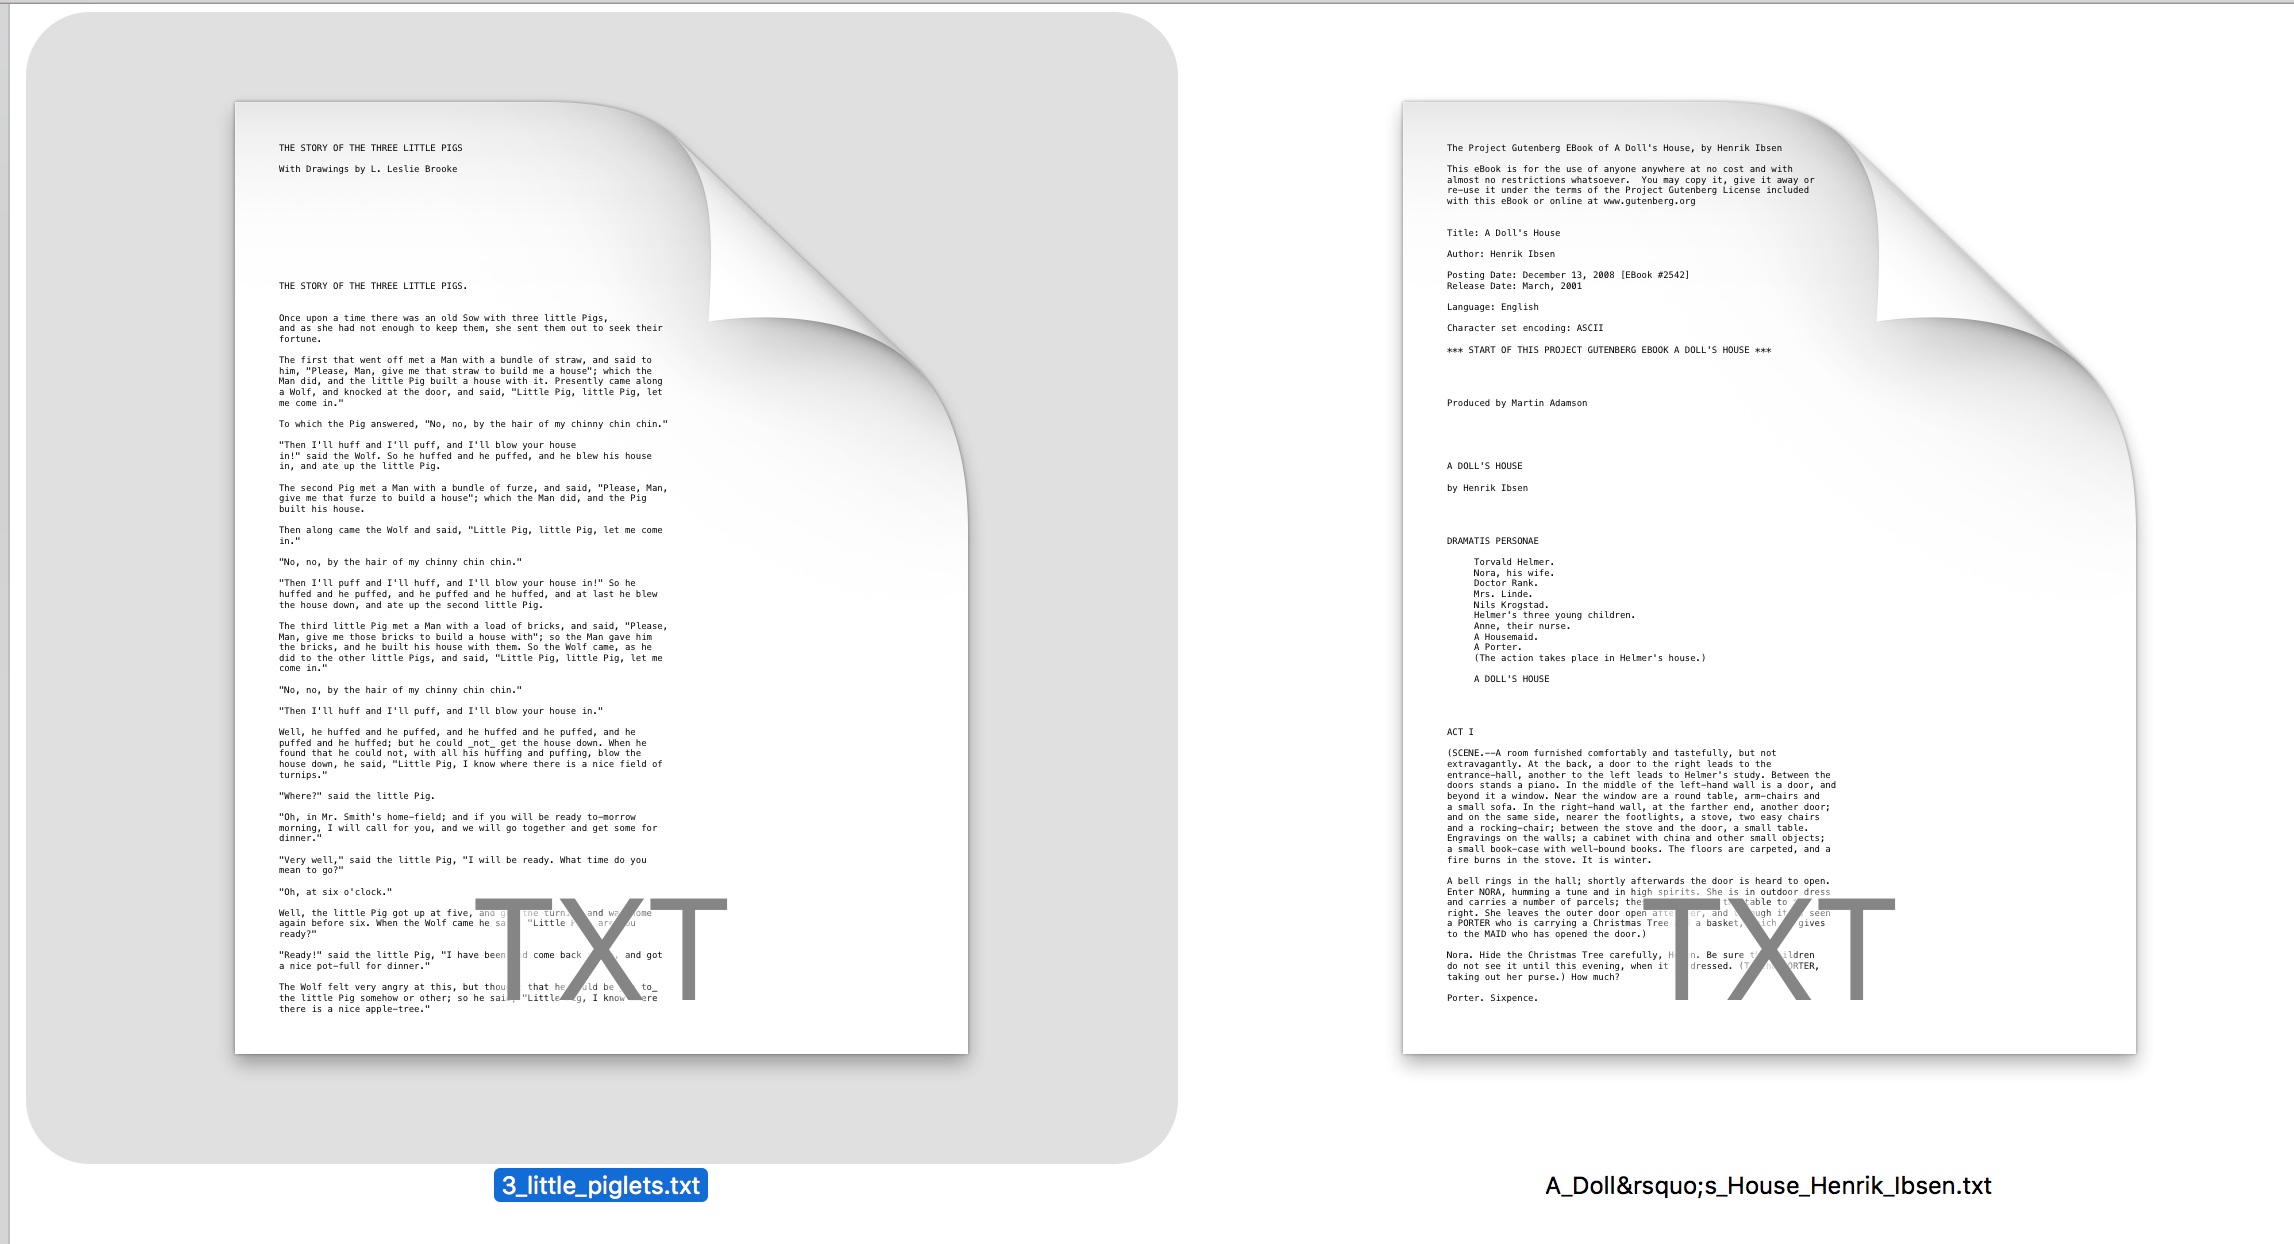 THE STORY OF THE THREE LITTLE PIGS
With Drawings by L. Leslie Brooke
THE STORY OF THE THREE LITTLE PIGS.
Once upon a time there was an old Sow with three little Pigs,
and as she had not enough to keep them, she sent them out to seek their
fortune.
The first that went off met a Man with a bundle of straw, and said to
him, "Please, Man, give me that straw to build me a house"; which the
Man did, and the little Pig built a house with it. Presently came along
a Wolf, and knocked at the door, and said, "Little Pig, little Pig, let
me come in."
To which the Pig answered, "No, no, by the hair of my chinny chin chin."
"Then I'll huff and I'll puff, and I'll blow your house
in!" said the Wolf. So he huffed and he puffed, and he blew his house
in, and ate up the little Pig.
The second Pig met a Man with a bundle of furze, and said, "Please, Man,
give me that furze to build a house"; which the Man did, and the Pig
built his house.
Then along came the Wolf and said, "Little Pig, little Pig, let me come
in."
"No, no, by the hair of my chinny chin chin."
"Then I'll puff and I'll huff, and I'll blow your house in!" So he
huffed and he puffed, and he puffed and he huffed, and at last he blew
the house down, and ate up the second little Pig.
The third little Pig met a Man with a load of bricks, and said, "Please,
Man, give me those bricks to build a house with"; so the Man gave him
the bricks, and he built his house with them. So the Wolf came, as he
did to the other little Pigs, and said, "Little Pig, little Pig, let me
come in."
"No, no, by the hair of my chinny chin chin."
"Then I'll huff and I'll puff, and I'll blow your house in."
Well, he huffed and he puffed, and he huffed and he puffed, and he
puffed and he huffed; but he could _not_ get the house down. When he
found that he could not, with all his huffing and puffing, blow the
house down, he said, "Little Pig, I know where there is a nice field of
turnips."
"Where?" said the little Pig.
"Oh, in Mr. Smith's home-field; and if you will be ready to-morrow
morning, I will call for you, and we will go together and get some for
dinner."
"Very well," said the little Pig, "I will be ready. What time do you
mean to go?"
"Oh, at six o'clock."
Well, the little Pig got up at five, and the and home
again before six. When the Wolf came he "Little
ready?"
"Ready!" said the little Pig, "I have been come back and got
a nice pot-full for dinner."
The Wolf felt very angry at this, but that be to_
the little Pig somehow or other; so he "Little I know
there is a nice apple-tree."
TXT
3_little_piglets.txt
The Project Gutenberg EBook of A Doll's House, by Henrik Ibsen
This eBook is for the use of anyone anywhere at no cost and with
almost no restrictions whatsoever.  You may copy it, give it away or
re-use it under the terms of the Project Gutenberg License included
with this eBook or online at www.gutenberg.org
Title: A Doll's House
Author: Henrik Ibsen
Posting Date: December 13, 2008 [EBook #2542]
Release Date: March, 2001
Language: English
Character set encoding: ASCII
*** START OF THIS PROJECT GUTENBERG EBOOK A DOLL'S HOUSE ***
Produced by Martin Adamson
A DOLL'S HOUSE
by Henrik Ibsen
DRAMATIS PERSONAE
Torvald Helmer.
Nora, his wife.
Doctor Rank.
Mrs. Linde.
Nils Krogstad.
Helmer's three young children.
Anne, their nurse.
A Housemaid.
A Porter.
(The action takes place in Helmer's house.)
A DOLL'S HOUSE
ACT I
(SCENE.--A room furnished comfortably and tastefully, but not
extravagantly. At the back, a door to the right leads to the
entrance-hall, another to the left leads to Helmer's study. Between the
doors stands a piano. In the middle of the left-hand wall is a door, and
beyond it a window. Near the window are a round table, arm-chairs and
a small sofa. In the right-hand wall, at the farther end, another door;
and on the same side, nearer the footlights, a stove, two easy chairs
and a rocking-chair; between the stove and the door, a small table.
Engravings on the walls; a cabinet with china and other small objects;
a small book-case with well-bound books. The floors are carpeted, and a
fire burns in the stove. It is winter.
A bell rings in the hall; shortly afterwards the door is heard to open.
Enter NORA, humming a tune and in high spirits. She is in outdoor dress
and carries a number of parcels; table to
right. She leaves the outer door open and seen
a PORTER who is carrying a Christmas Tree a basket, gives
to the MAID who has opened the door.)
Nora. Hide the Christmas Tree carefully, Be sure
do not see it until this evening, when it dressed. PORTER,
taking out her purse.) How much?
Porter. Sixpence.
TXT
A_Doll&rsquo;s_House_Henrik_Ibsen.txt